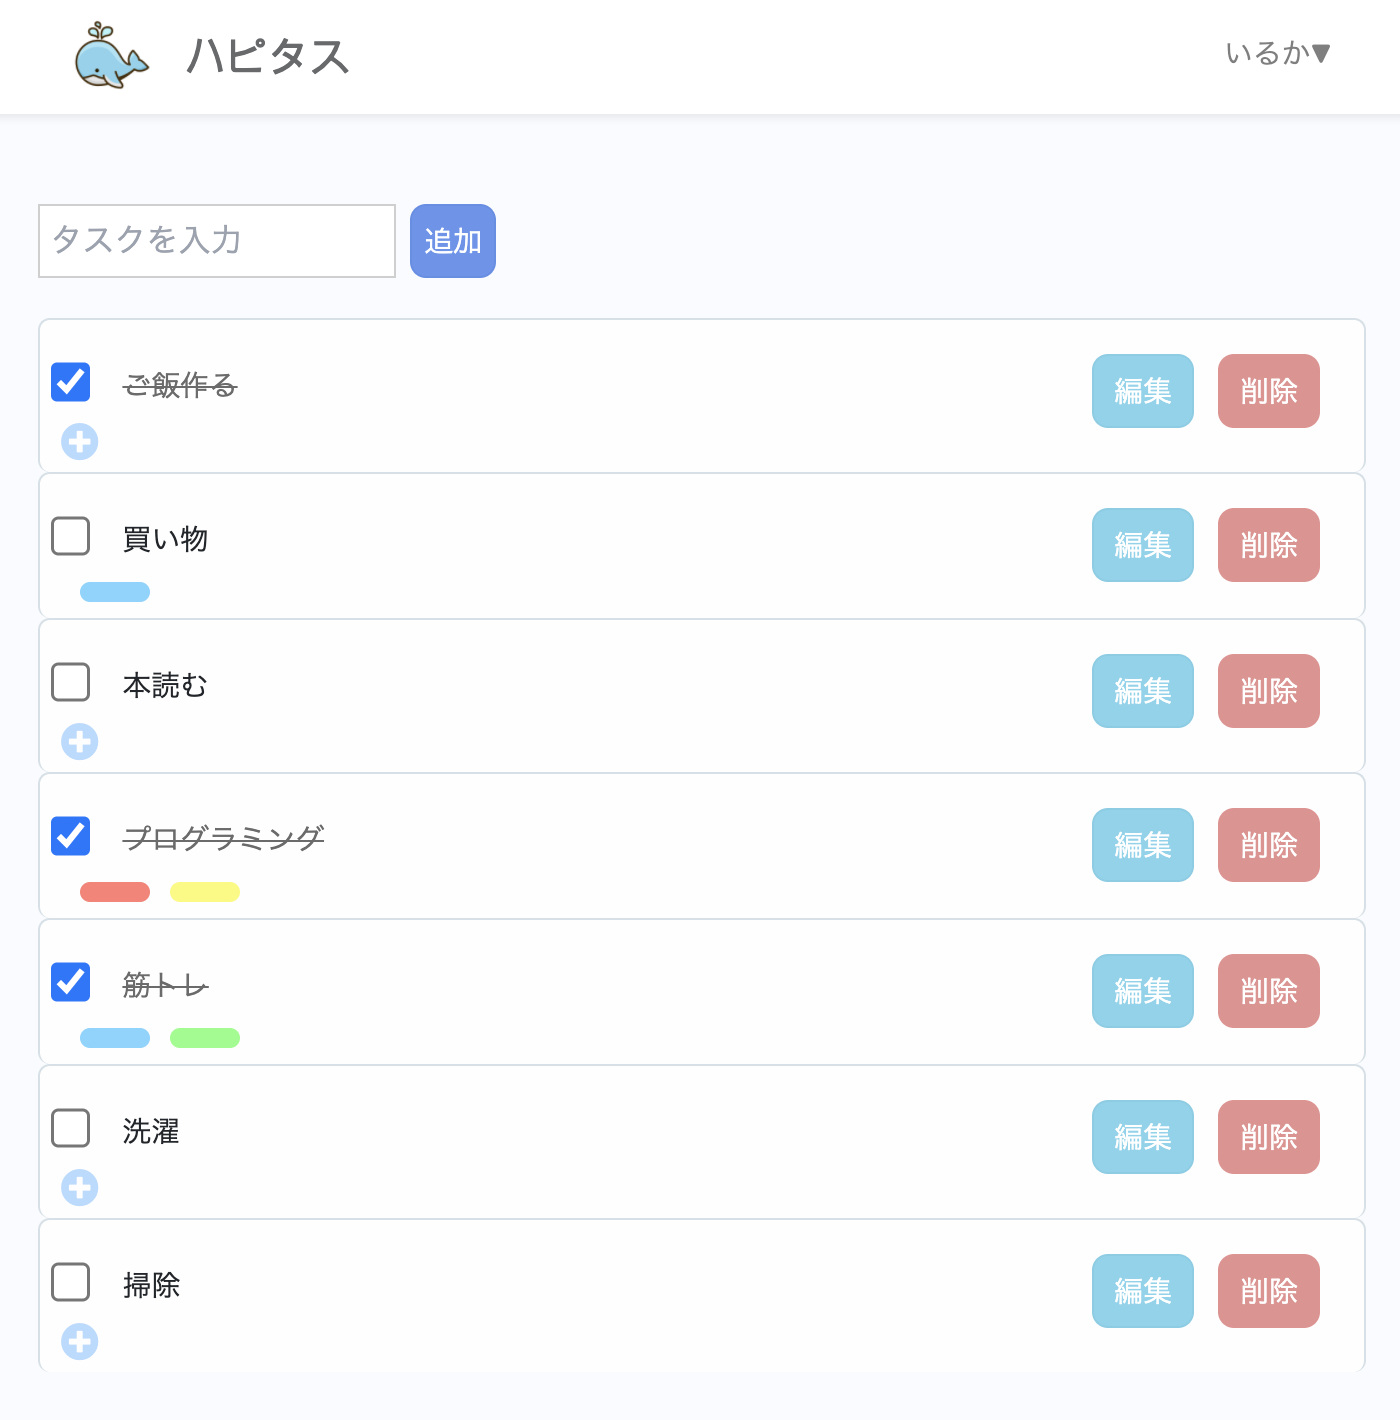 ハピタス
いるか▼
タスクを入力
追加
ご飯作る
編集 削除
買い物
編集 削除
本読む
編集 削除
プログラミング
編集 削除
筋トレ
編集 削除
洗濯
編集 削除
掃除
編集 削除